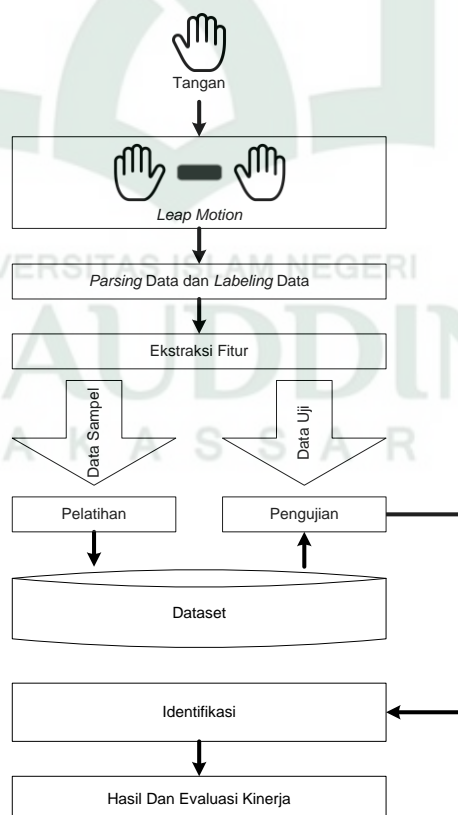 Tangan
Leap Motion
VERSITAS ISLAM NEGERI
Parsing Data dan Labeling Data
AUDDIN
Ekstraksi Fitur
Data Sampel
Data Uji
A K A S S A R
Pelatihan
Pengujian
Dataset
Identifikasi
Hasil Dan Evaluasi Kinerja